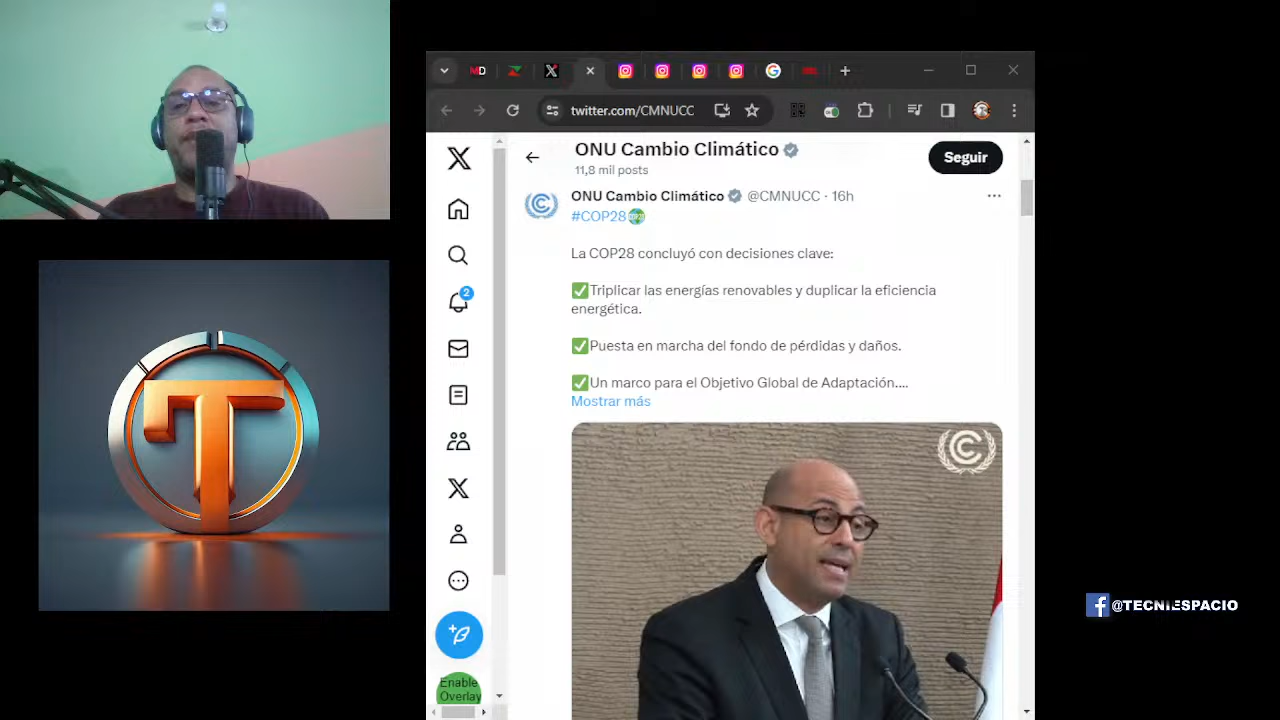 MD
twitter.com/CMNUCC
ONU Cambio Climático
11,8 mil posts
Seguir
ONU Cambio Climático @CMNUCC · 16h
#COP28
La COP28 concluyó con decisiones clave:
✅Triplicar las energías renovables y duplicar la eficiencia
energética.
✅Puesta en marcha del fondo de pérdidas y daños.
✅Un marco para el Objetivo Global de Adaptación....
Mostrar más
2
Enable
Overlay
T
@TECNIESPACIO